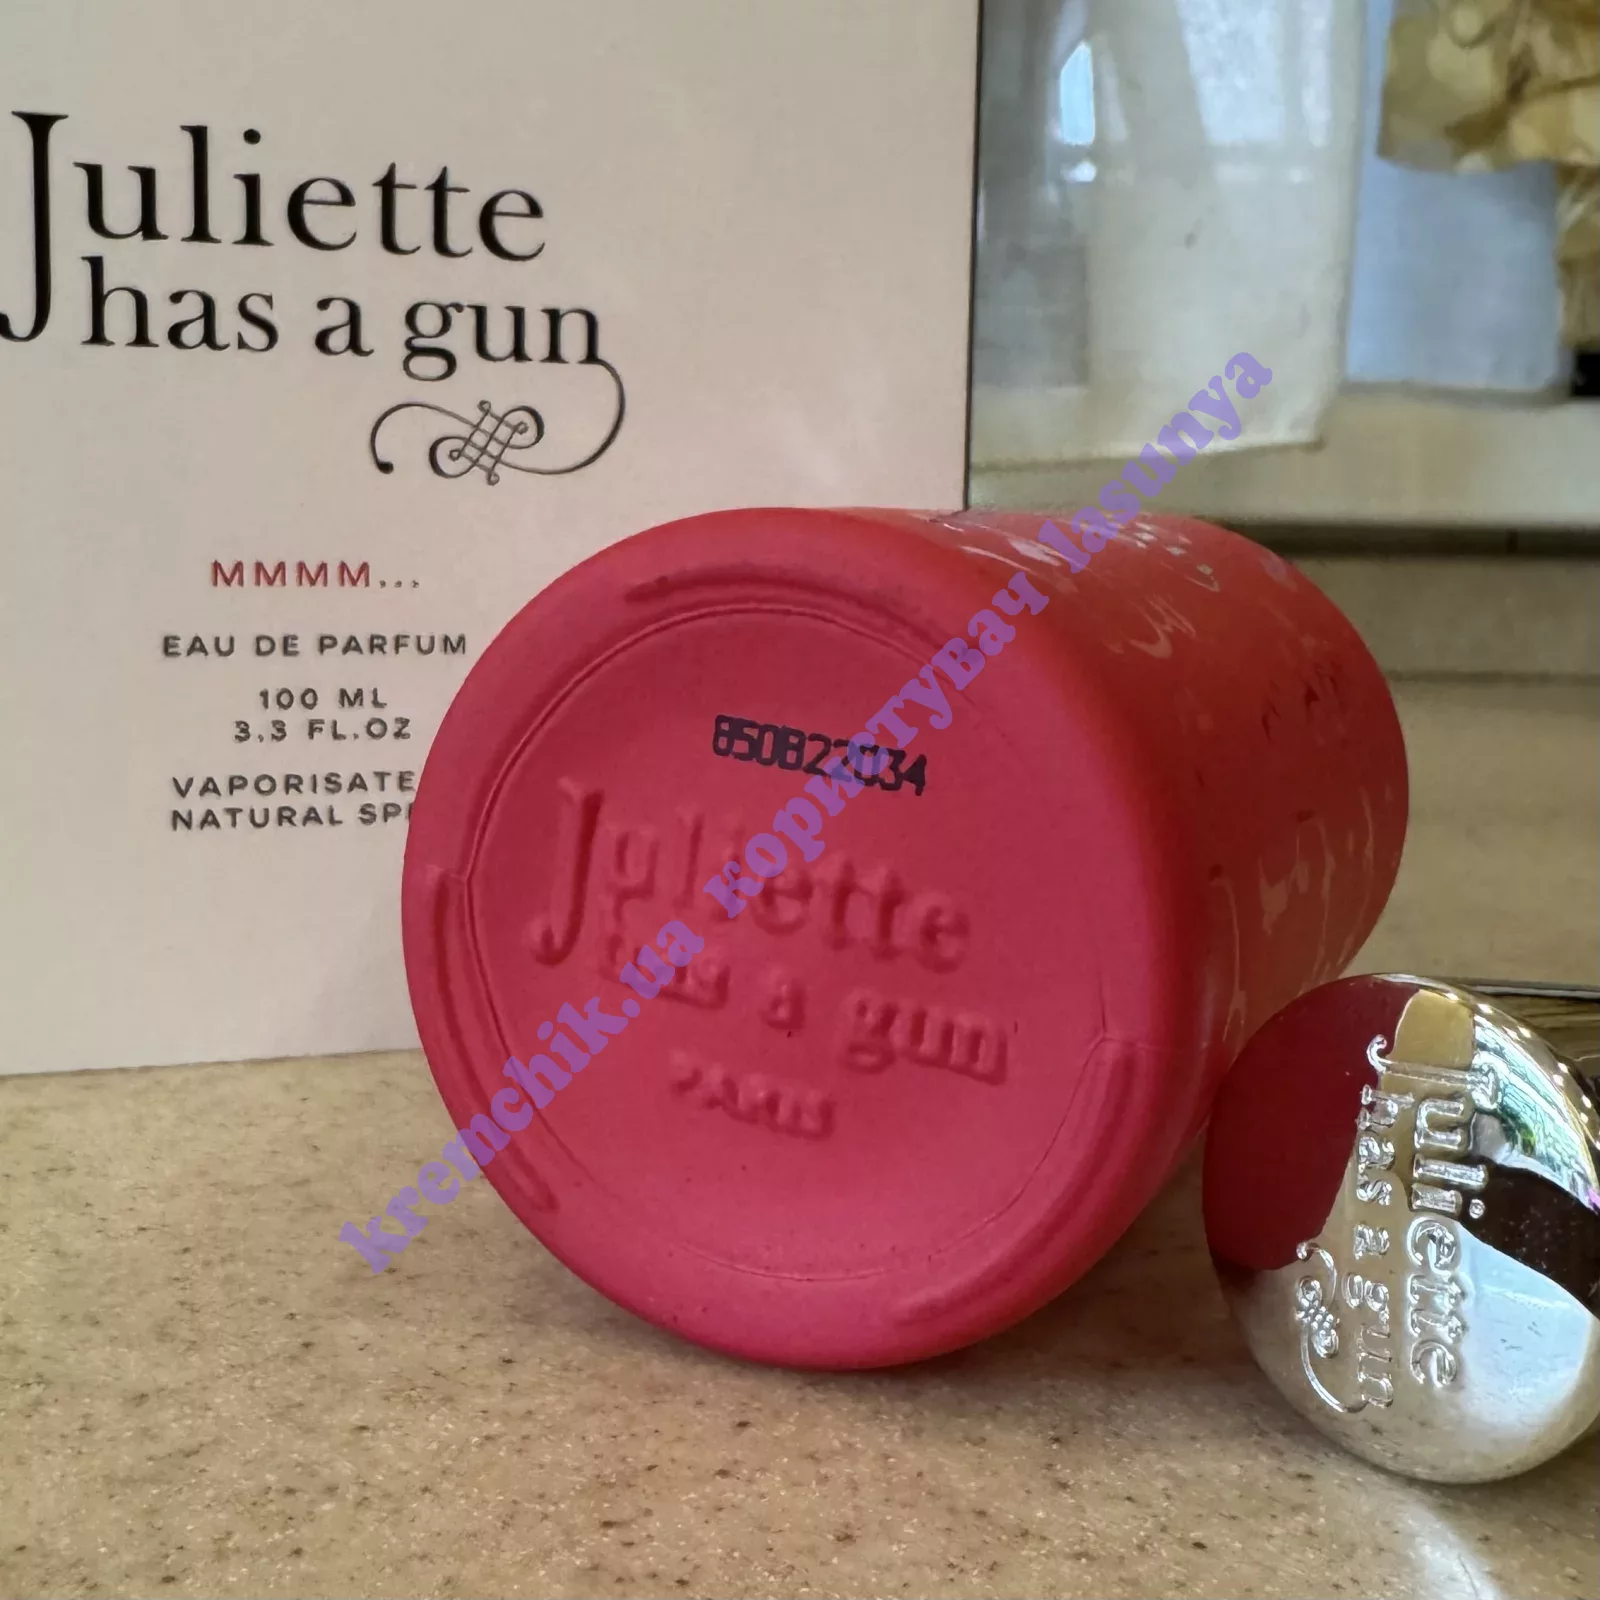 Juliette
has a gun
MMMM...
EAU DE PARFUM
100 ML
3.3 FL.OZ
VAPORISATE
NATURAL SP
850B22034
Juliette
has a gun
PARIS
Juliette
has a gun
kremchik.ua користувач lasunya